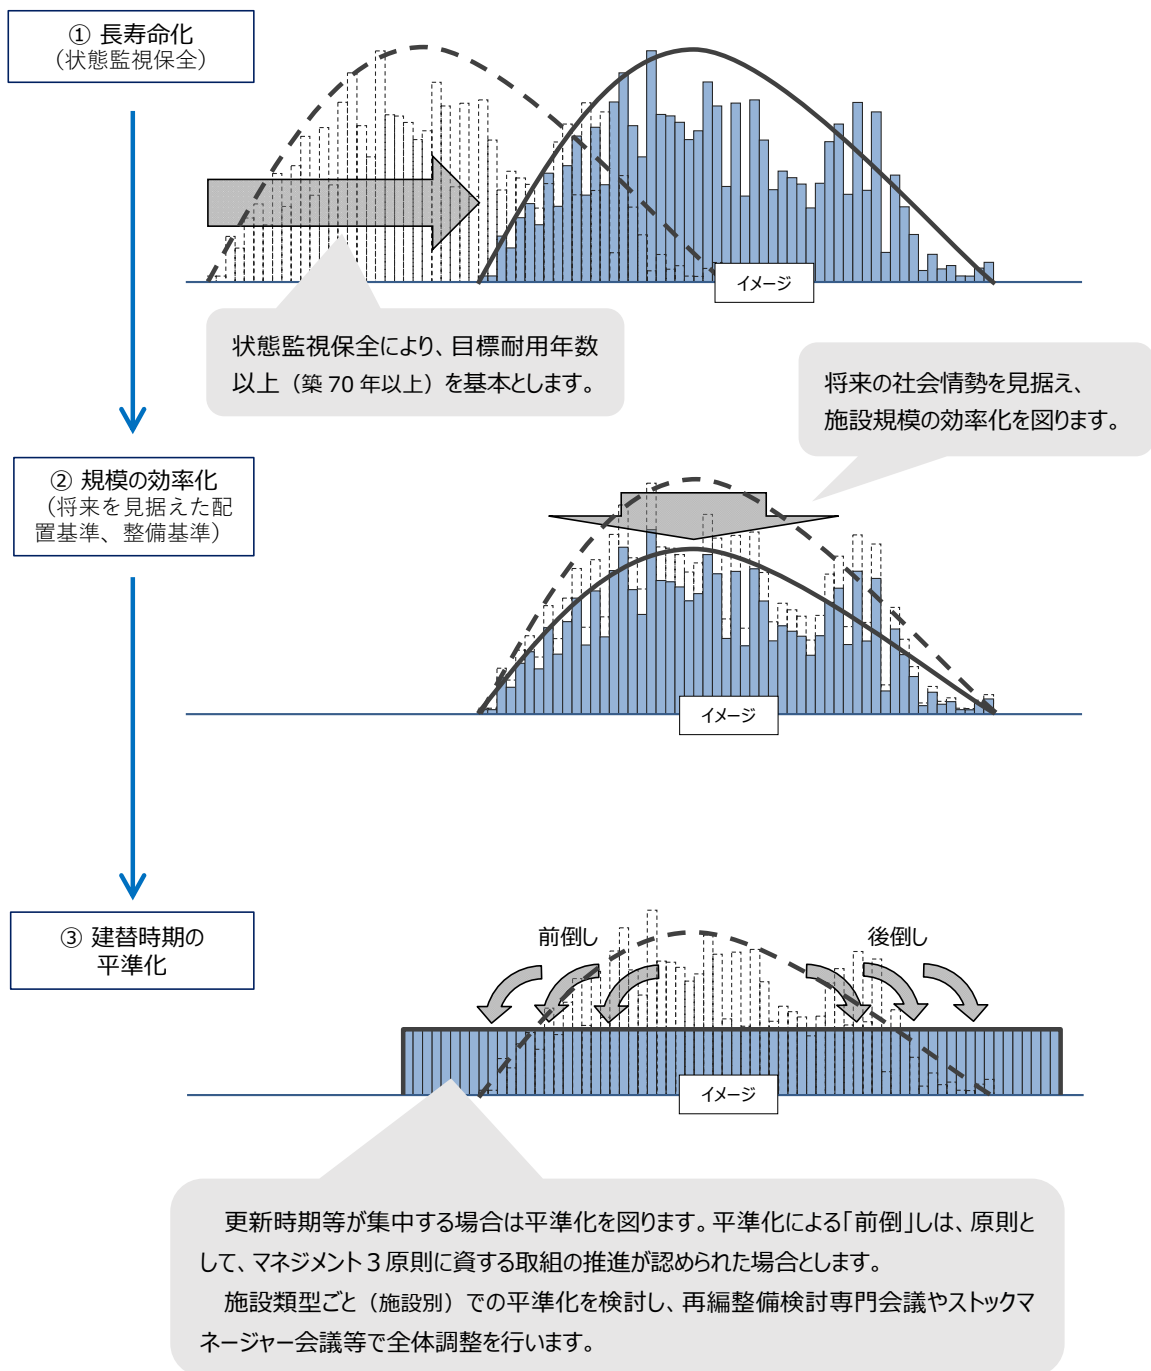 ① 長寿命化
（状態監視保全）
イメージ
状態監視保全により、目標耐用年数
以上（築 70 年以上）を基本とします。
将来の社会情勢を見据え、
施設規模の効率化を図ります。
② 規模の効率化
（将来を見据えた配
置基準、整備基準）
イメージ
③ 建替時期の
平準化
前倒し
後倒し
イメージ
更新時期等が集中する場合は平準化を図ります。平準化による「前倒」しは、原則と
して、マネジメント３原則に資する取組の推進が認められた場合とします。
施設類型ごと（施設別）での平準化を検討し、再編整備検討専門会議やストックマ
ネージャー会議等で全体調整を行います。